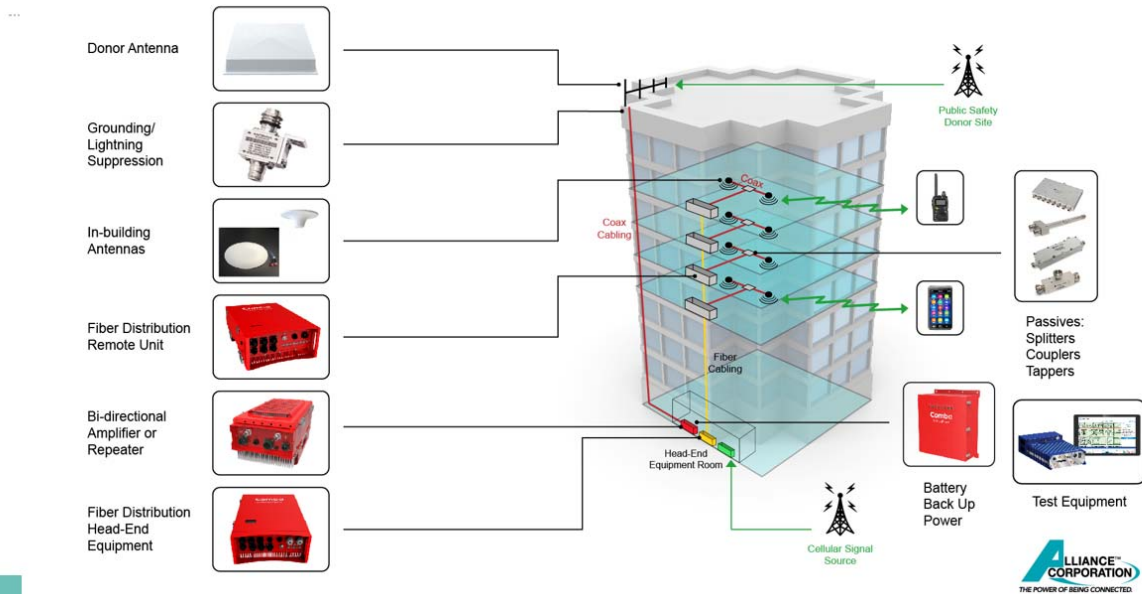 Donor Antenna
Grounding/
Lightning
Suppression
In-building
Antennas
Fiber Distribution
Remote Unit
Bi-directional
Amplifier or
Repeater
Fiber Distribution
Head-End
Equipment
Coax
Coax
Cabling
Fiber
Cabling
Head-End
Equipment Room
Public Safety
Donor Site
Cellular Signal
Source
Passives:
Splitters
Couplers
Tappers
Comba
Battery
Back Up
Power
Test Equipment
ALLIANCE™
CORPORATION
THE POWER OF BEING CONNECTED.